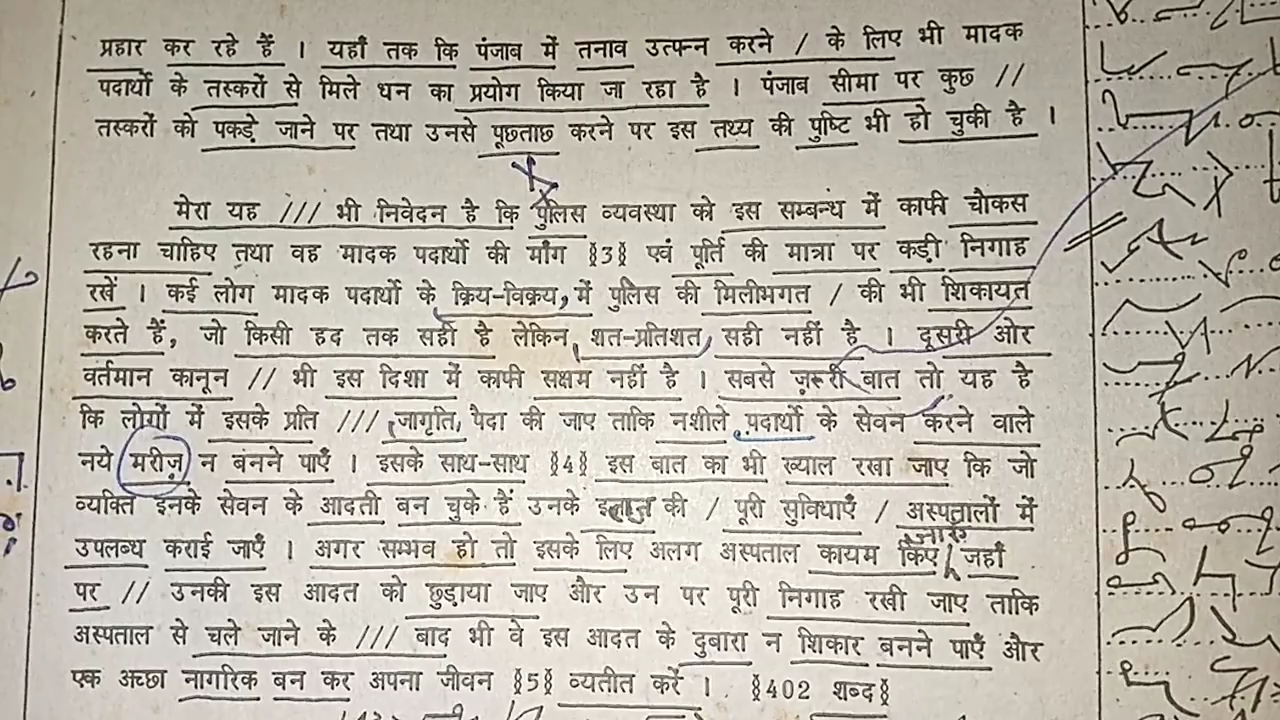 प्रहार कर रहे हैं । यहाँ तक कि पंजाब में तनाव उत्पन्न करने / के लिए भी मादक
पदार्थो के तस्करों से मिले धन का प्रयोग किया जा रहा है । पंजाब सीमा पर कुछ //
तस्करों को पकड़े जाने पर तथा उनसे पूछताछ करने पर इस तथ्य की पुष्टि भी हो चुकी है ।
मेरा यह /// भी निवेदन है कि पुलिस व्यवस्था को इस सम्बन्ध में काफी चौकस
रहना चाहिए तथा वह मादक पदार्थो की माँग §3§ एवं पूर्ति की मात्रा पर कड़ी निगाह
रखें । कई लोग मादक पदार्थो के क्रिय-विक्रय, में पुलिस की मिलीभगत / की भी शिकायत
करते हैं, जो किसी हद तक सही है लेकिन शत-प्रतिशत सही नहीं है । दूसरी ओर
वर्तमान कानून // भी इस दिशा में काफी सक्षम नहीं है । सबसे ज़रूरी बात तो यह है
कि लोगों में इसके प्रति /// जागृति पैदा की जाए ताकि नशीले पदार्थो के सेवन करने वाले
नये मरीज़ न बनने पाएँ । इसके साथ-साथ §4§ इस बात का भी ख्याल रखा जाए कि जो
व्यक्ति इनके सेवन के आदती बन चुके हैं उनके इलाज की / पूरी सुविधाएँ / अस्पतालों में
उपलब्ध कराई जाएँ । अगर सम्भव हो तो इसके लिए अलग अस्पताल कायम किए जाएँ जहाँ
पर // उनकी इस आदत को छुड़ाया जाए और उन पर पूरी निगाह रखी जाए ताकि
अस्पताल से चले जाने के /// बाद भी वे इस आदत के दुबारा न शिकार बनने पाएँ और
एक अच्छा नागरिक बन कर अपना जीवन §5§ व्यतीत करें । §402 शब्द§